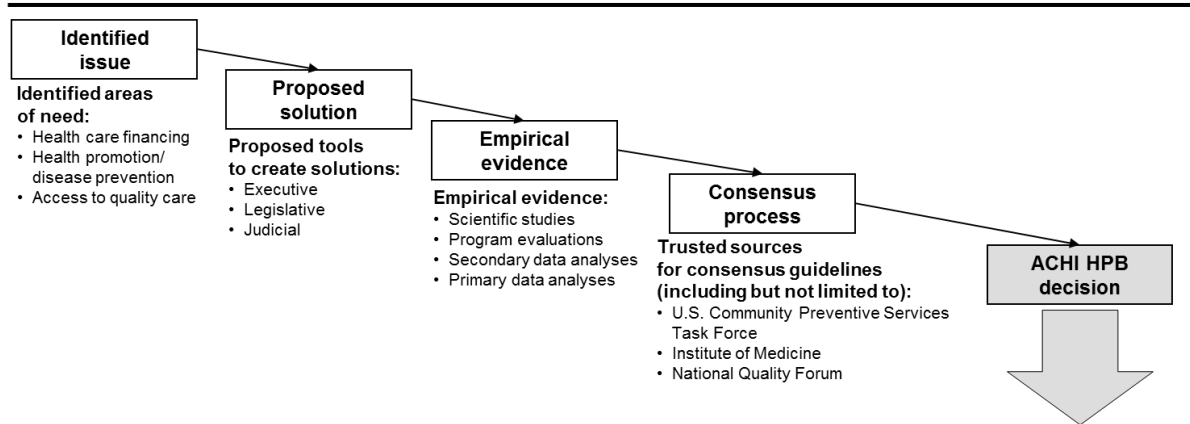 Identified
issue
Identified areas
of need:
• Health care financing
• Health promotion/
disease prevention
• Access to quality care
Proposed
solution
Proposed tools
to create solutions:
• Executive
• Legislative
• Judicial
Empirical
evidence
Empirical evidence:
• Scientific studies
• Program evaluations
• Secondary data analyses
• Primary data analyses
Consensus
process
Trusted sources
for consensus guidelines
(including but not limited to):
• U.S. Community Preventive Services
Task Force
• Institute of Medicine
• National Quality Forum
ACHI HPB
decision